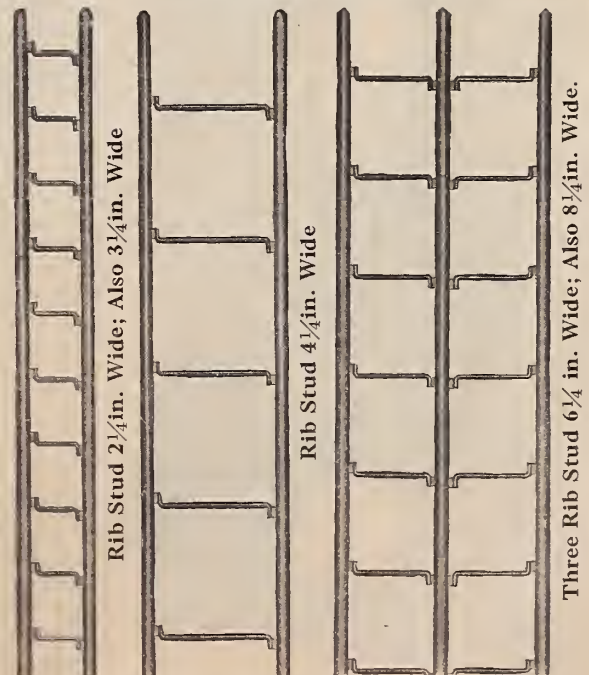 Rib Stud 2¼in. Wide; Also 3¼in. Wide
Rib Stud 4¼in. Wide
Three Rib Stud 6¼ in. Wide; Also 8¼in. Wide.